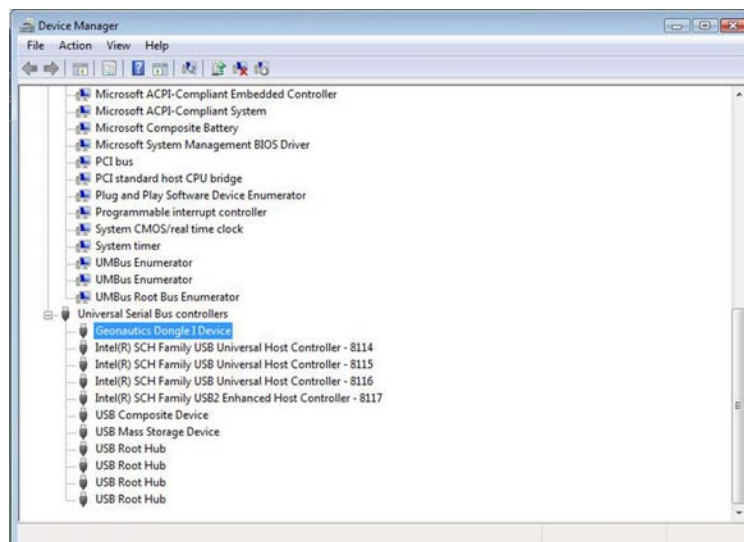 Device Manager
File Action View Help
Microsoft ACPI-Compliant Embedded Controller
Microsoft ACPI-Compliant System
Microsoft Composite Battery
Microsoft System Management BIOS Driver
PCI bus
PCI standard host CPU bridge
Plug and Play Software Device Enumerator
Programmable interrupt controller
System CMOS/real time clock
System timer
UMBus Enumerator
UMBus Enumerator
UMBus Root Bus Enumerator
Universal Serial Bus controllers
Geonautics Dongle I Device
Intel(R) SCH Family USB Universal Host Controller - 8114
Intel(R) SCH Family USB Universal Host Controller - 8115
Intel(R) SCH Family USB Universal Host Controller - 8116
Intel(R) SCH Family USB2 Enhanced Host Controller - 8117
USB Composite Device
USB Mass Storage Device
USB Root Hub
USB Root Hub
USB Root Hub
USB Root Hub